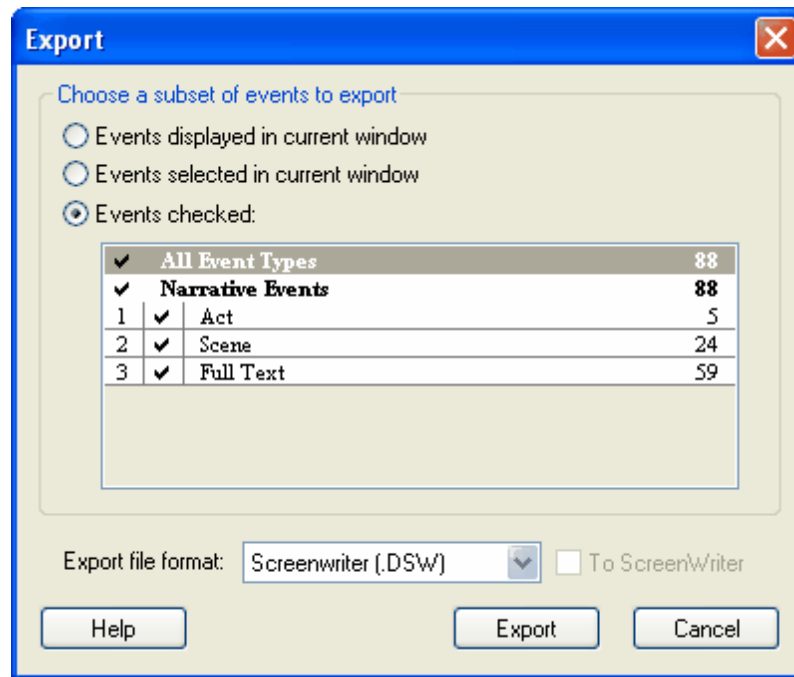 Export
Choose a subset of events to export
Events displayed in current window
Events selected in current window
Events checked:
All Event Types 88
Narrative Events 88
1 Act 5
2 Scene 24
3 Full Text 59
Export file format: Screenwriter (.DSW) To ScreenWriter
Help Export Cancel